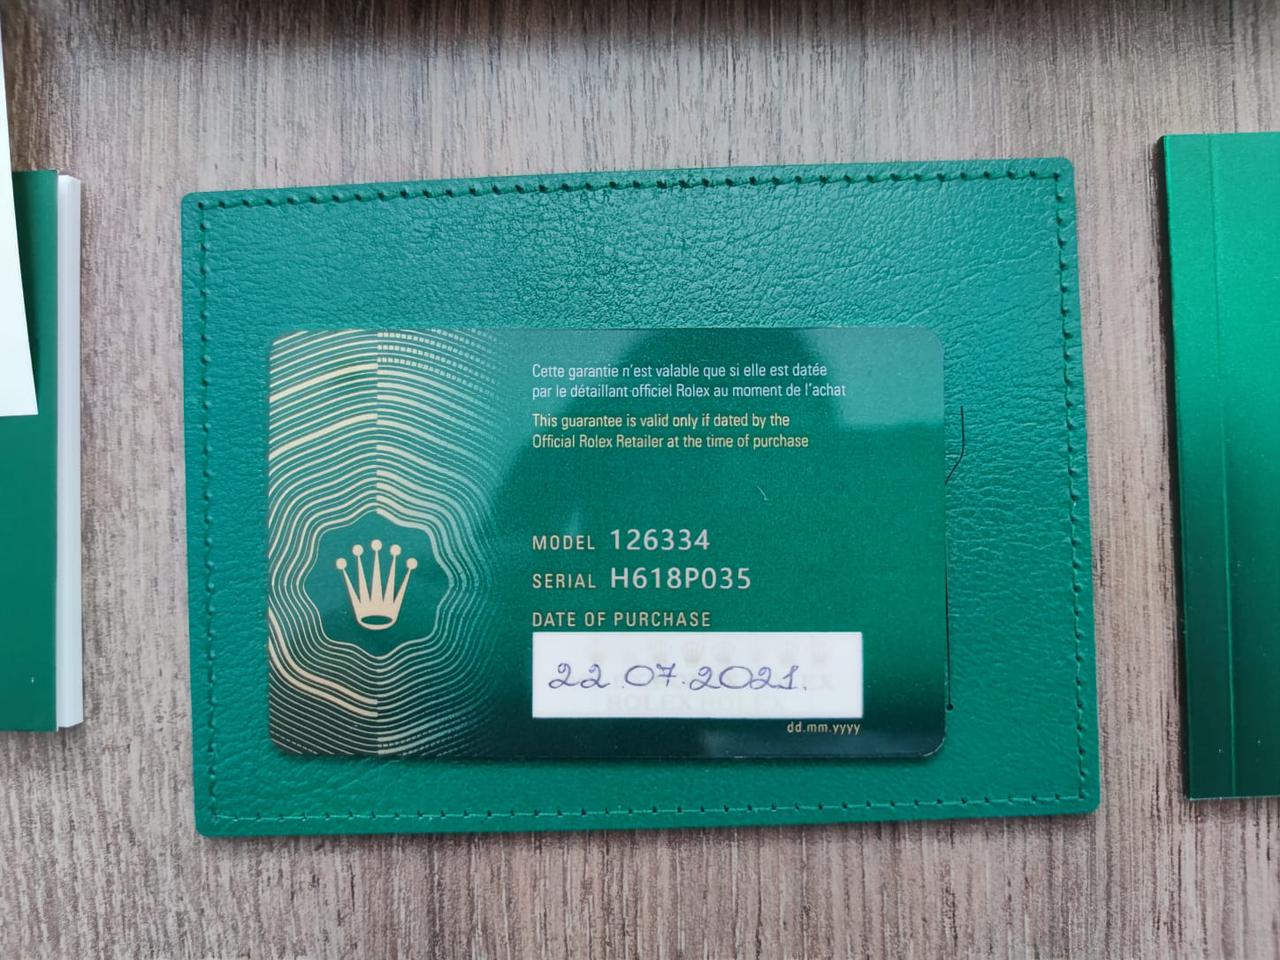 Cette garantie n'est valable que si elle est datée
par le détaillant officiel Rolex au moment de l'achat
This guarantee is valid only if dated by the
Official Rolex Retailer at the time of purchase
MODEL 126334
SERIAL H618P035
DATE OF PURCHASE
22.07.2021.
ROLEX ROLEX
dd.mm.yyyy